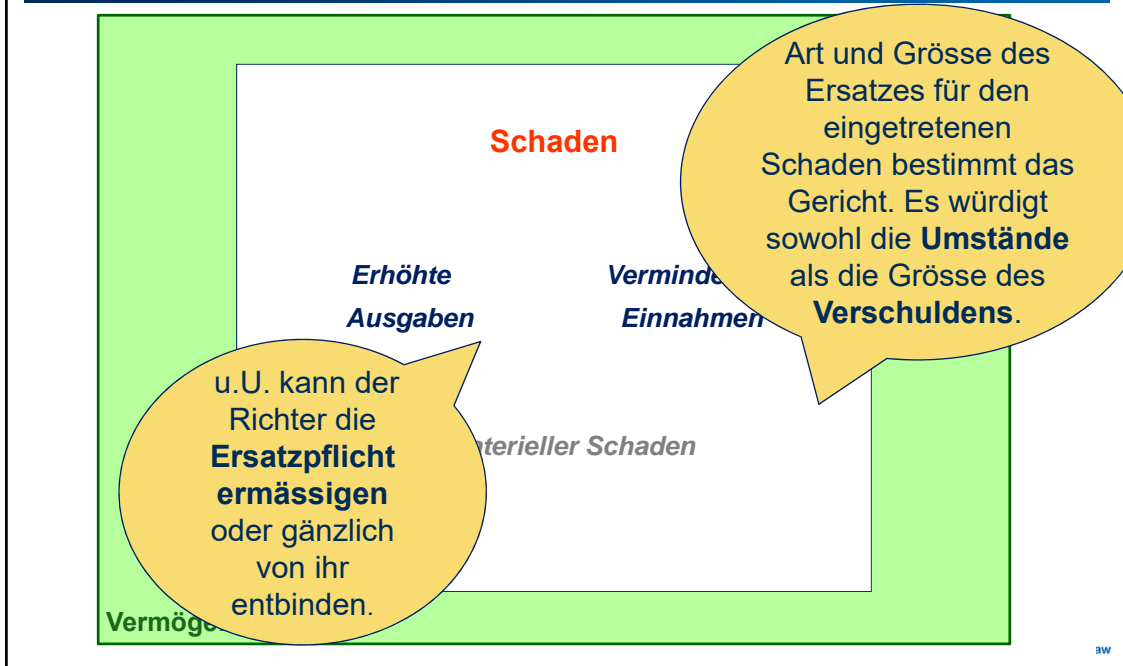 Art und Grösse des
Ersatzes für den
eingetretenen
Schaden bestimmt das
Gericht. Es würdigt
sowohl die Umstände
als die Grösse des
Verschuldens.
Schaden
Erhöhte
Ausgaben
Einnahmen
u.U. kann der
Richter die
Ersatzpflicht
ermässigen
oder gänzlich
von ihr
entbinden.
Schaden